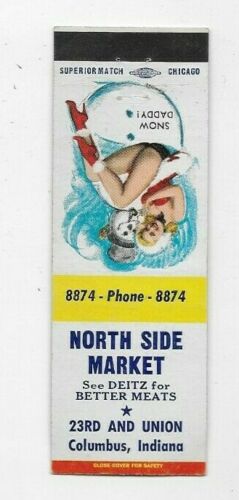 SUPERIOR MATCH CHICAGO
SNOW
DADDY!
8874 - Phone - 8874
NORTH SIDE
MARKET
See DEITZ for
BETTER MEATS
23RD AND UNION
Columbus, Indiana
CLOSE COVER FOR SAFETY